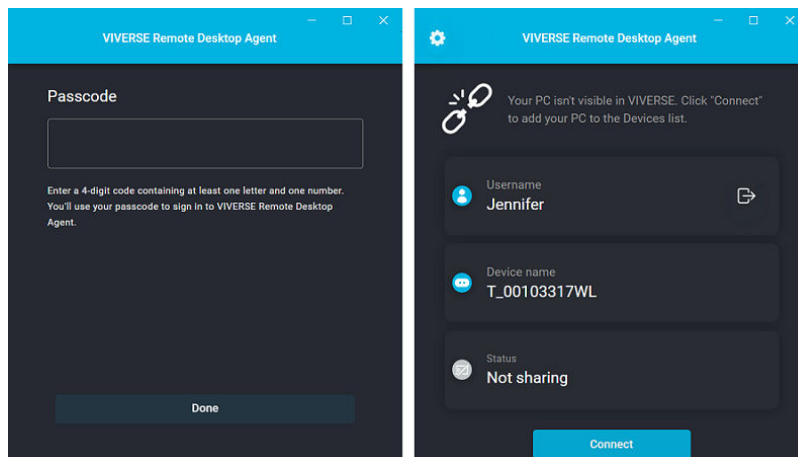 VIVERSE Remote Desktop Agent
Passcode
Enter a 4-digit code containing at least one letter and one number.
You'll use your passcode to sign in to VIVERSE Remote Desktop
Agent.
Done
VIVERSE Remote Desktop Agent
Your PC isn't visible in VIVERSE. Click "Connect"
to add your PC to the Devices list.
Username
Jennifer
Device name
T_00103317WL
Status
Not sharing
Connect